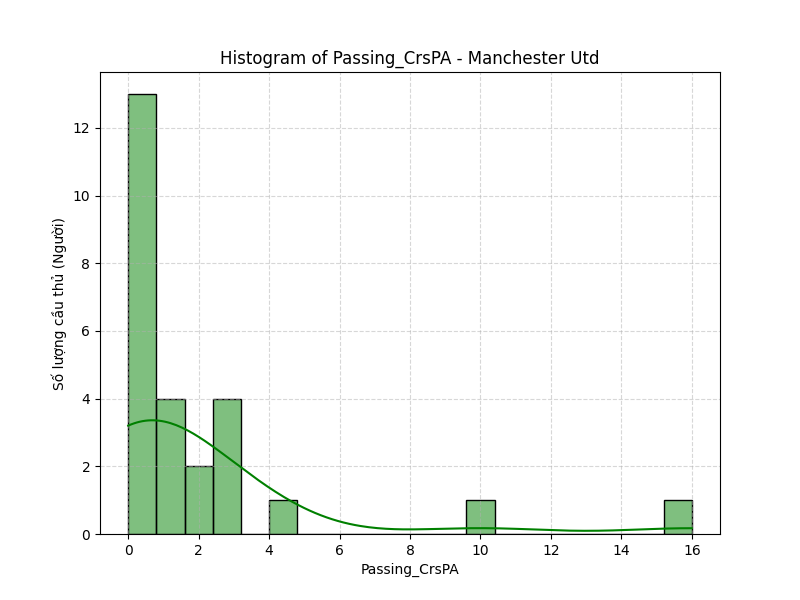 Histogram of Passing_CrsPA - Manchester Utd
Số lượng cầu thủ (Người)
12
10
8
6
4
2
0
0 2 4 6 8 10 12 14 16
Passing_CrsPA